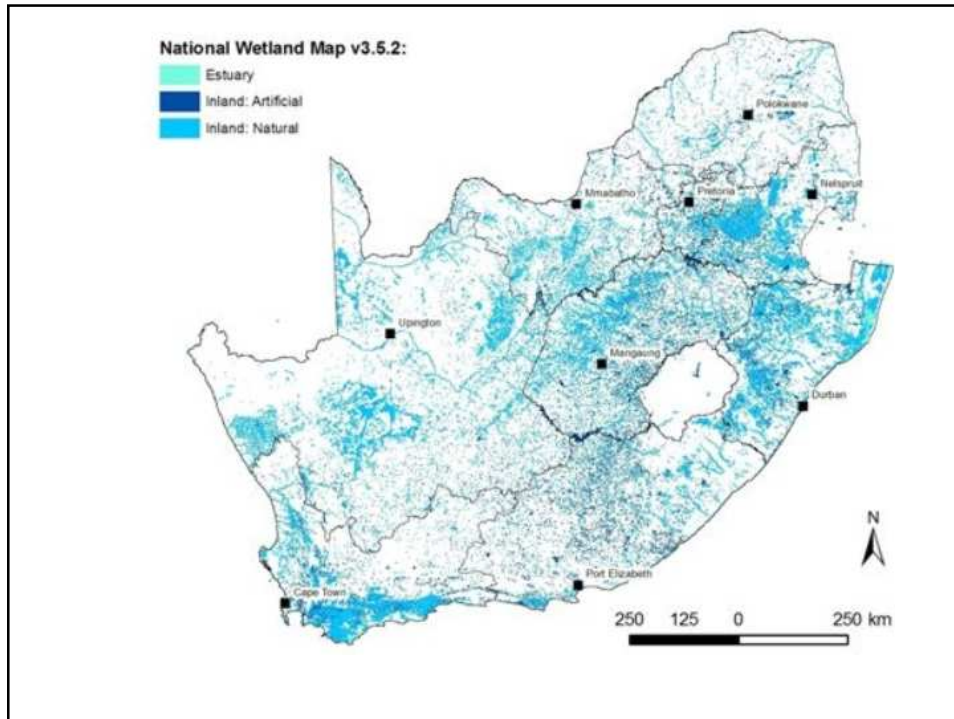 National Wetland Map v3.5.2:
Estuary
Inland: Artificial
Inland: Natural
Polokwane
Mmabatho
Pretoria
Nelspruit
Upington
Mangaung
Durban
N
Port Elizabeth
Cape Town
250 125 0 250 km